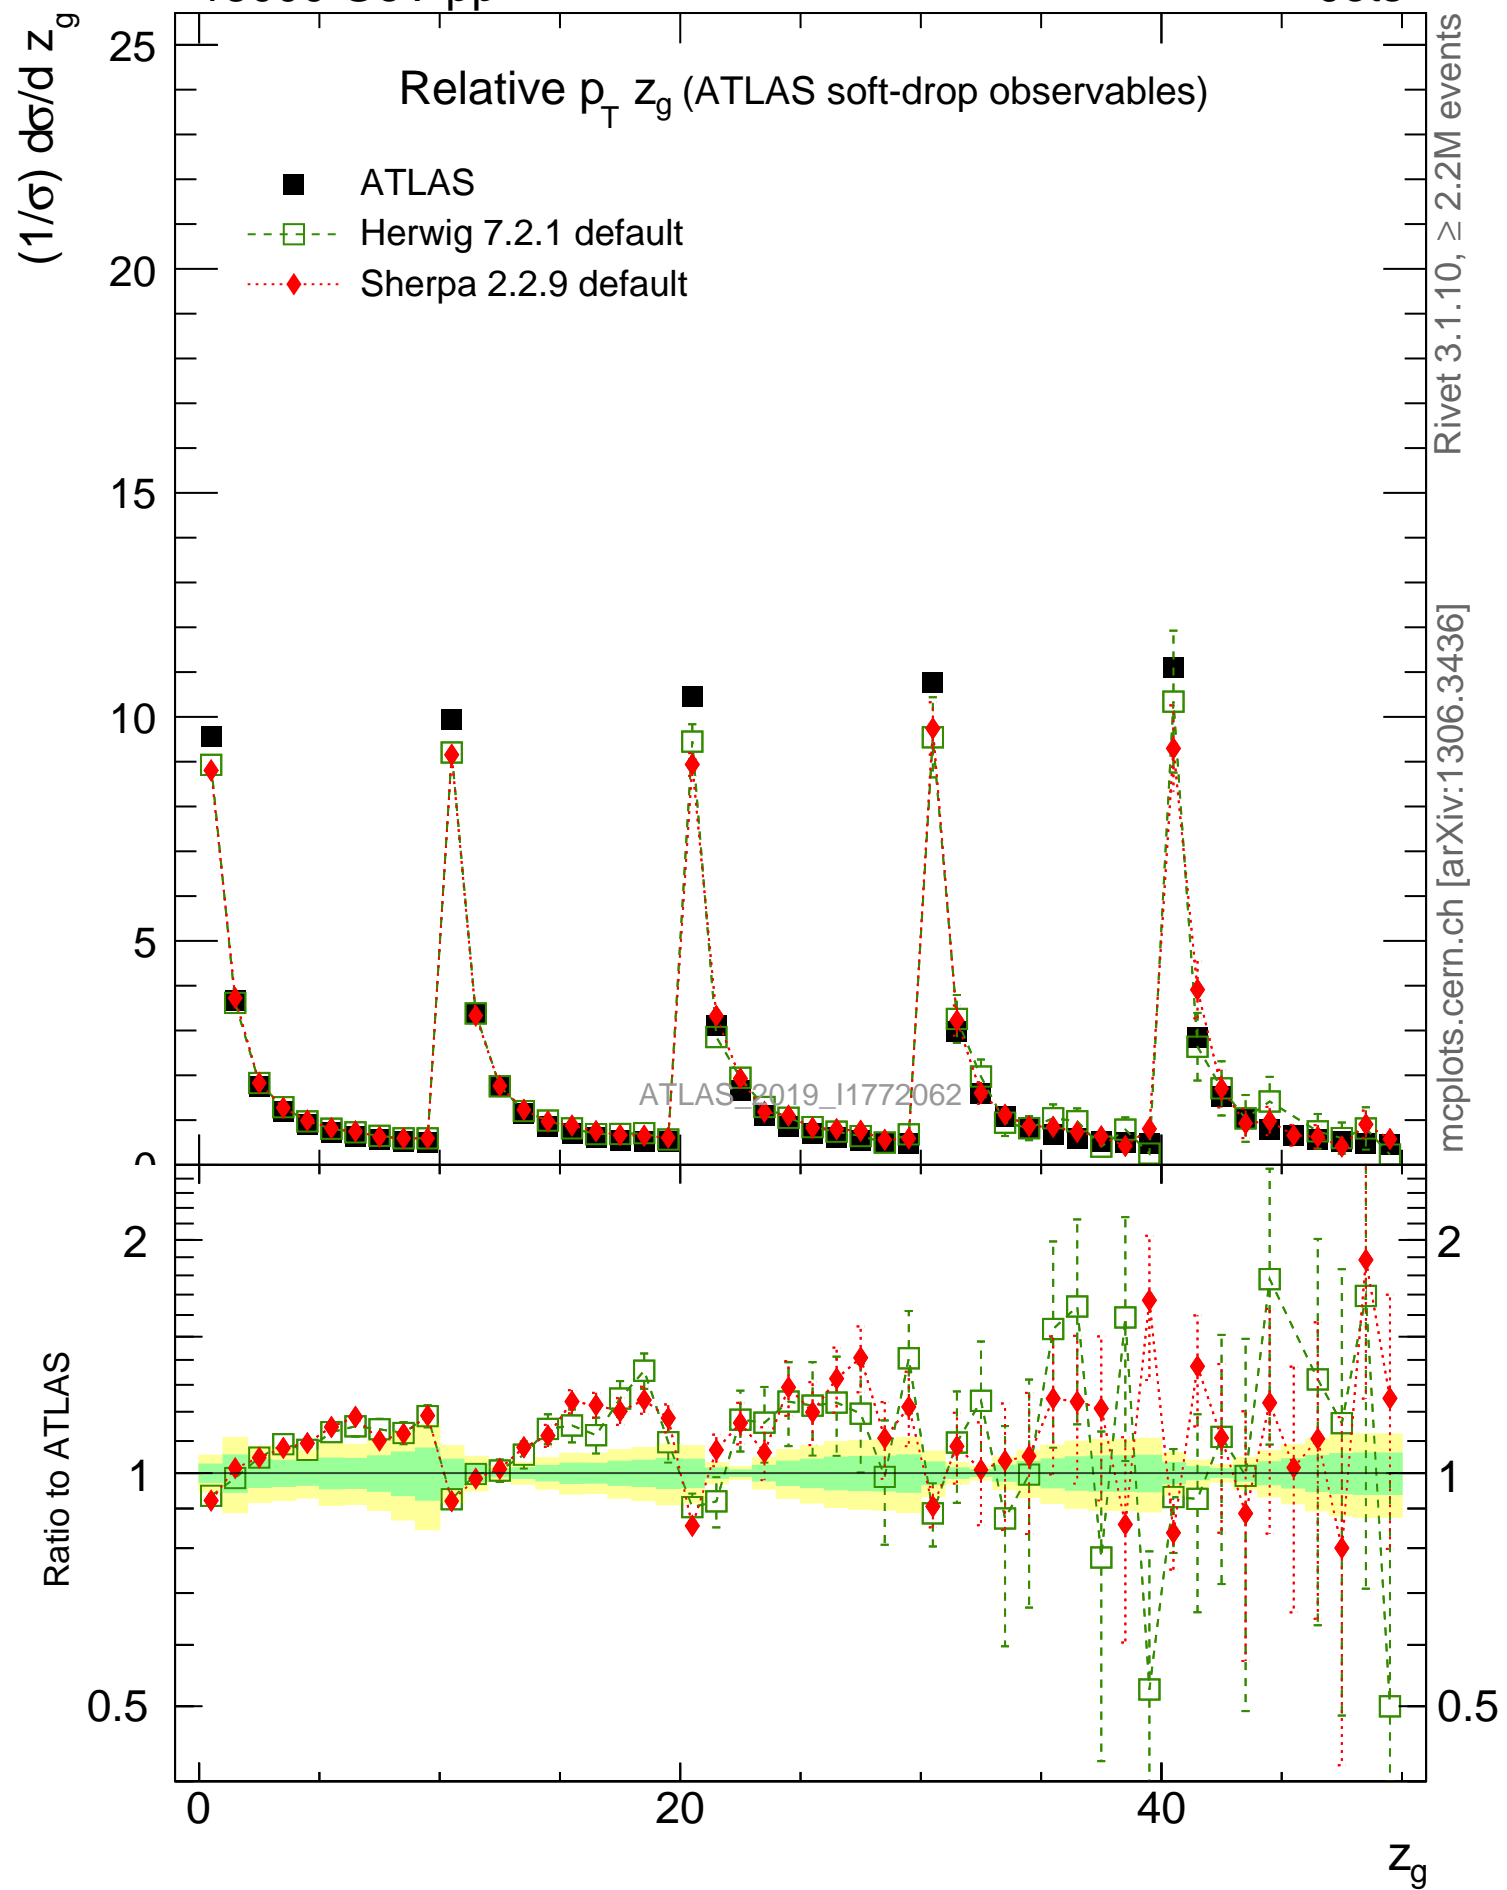 (1/σ) dσ/d z_g
Relative p_T z_g (ATLAS soft-drop observables)
ATLAS
Herwig 7.2.1 default
Sherpa 2.2.9 default
25
20
15
10
5
0
ATLAS_2019_I1772062
Rivet 3.1.10, ≥ 2.2M events
mcplots.cern.ch [arXiv:1306.3436]
Ratio to ATLAS
2
1
0.5
2
1
0.5
0
20
40
z_g